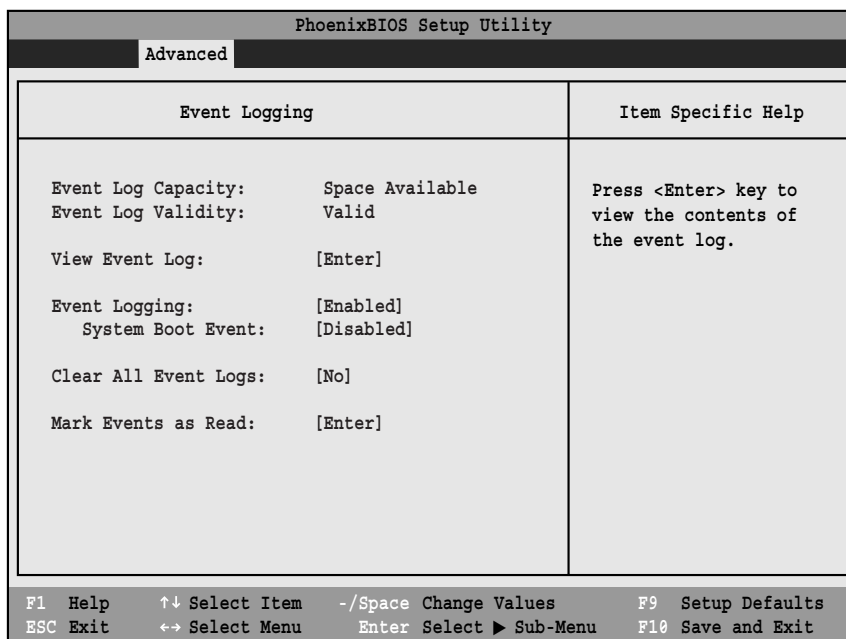 PhoenixBIOS Setup Utility
Advanced
Event Logging
Item Specific Help
Event Log Capacity: Space Available
Event Log Validity: Valid
View Event Log: [Enter]
Event Logging: [Enabled]
System Boot Event: [Disabled]
Clear All Event Logs: [No]
Mark Events as Read: [Enter]
Press <Enter> key to
view the contents of
the event log.
F1 Help ↑↓ Select Item -/Space Change Values F9 Setup Defaults
ESC Exit ←→ Select Menu Enter Select ▶ Sub-Menu F10 Save and Exit